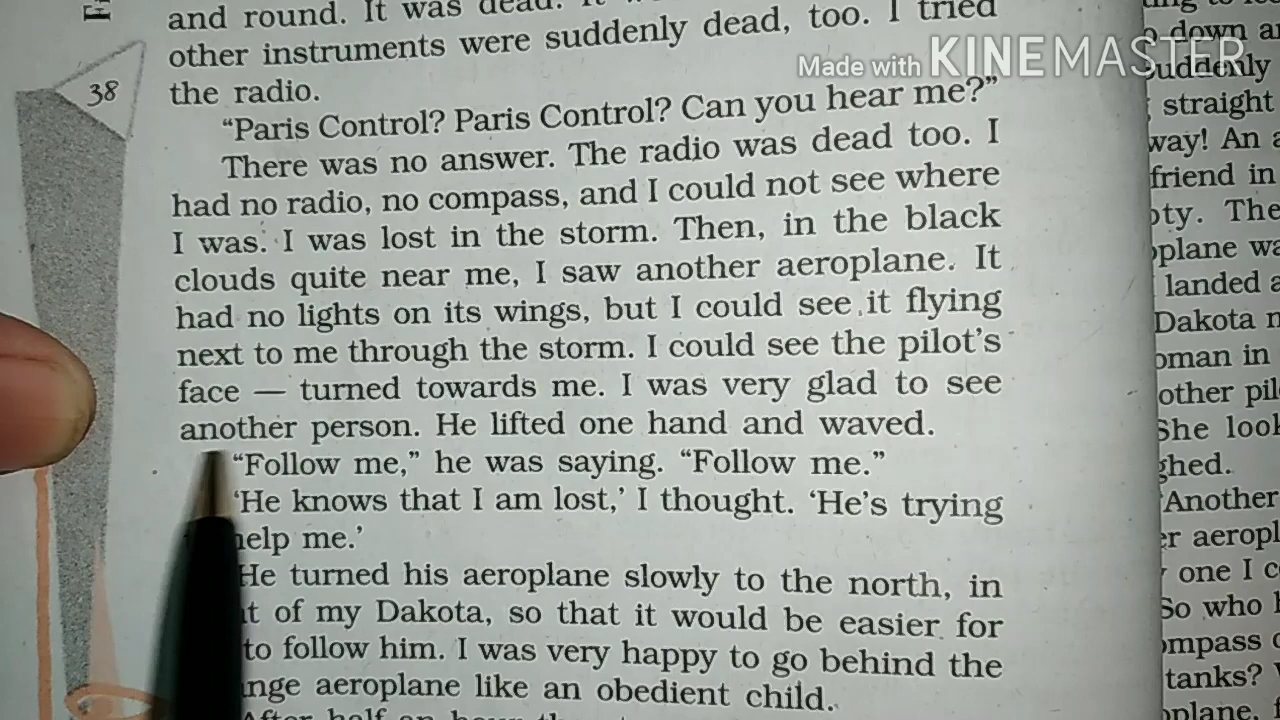 and round. It was dead.
other instruments were suddenly dead, too. I tried
the radio.
38
“Paris Control? Paris Control? Can you hear me?”
There was no answer. The radio was dead too. I
had no radio, no compass, and I could not see where
I was. I was lost in the storm. Then, in the black
clouds quite near me, I saw another aeroplane. It
had no lights on its wings, but I could see it flying
next to me through the storm. I could see the pilot’s
face — turned towards me. I was very glad to see
another person. He lifted one hand and waved.
“Follow me,” he was saying. “Follow me.”
‘He knows that I am lost,’ I thought. ‘He’s trying
help me.’
He turned his aeroplane slowly to the north, in
of my Dakota, so that it would be easier for
to follow him. I was very happy to go behind the
aeroplane like an obedient child.
Made with KINEMASTER
down
straight
way! An
friend in
landed
Dakota
in
other
She
Another
one I
So who
tanks?